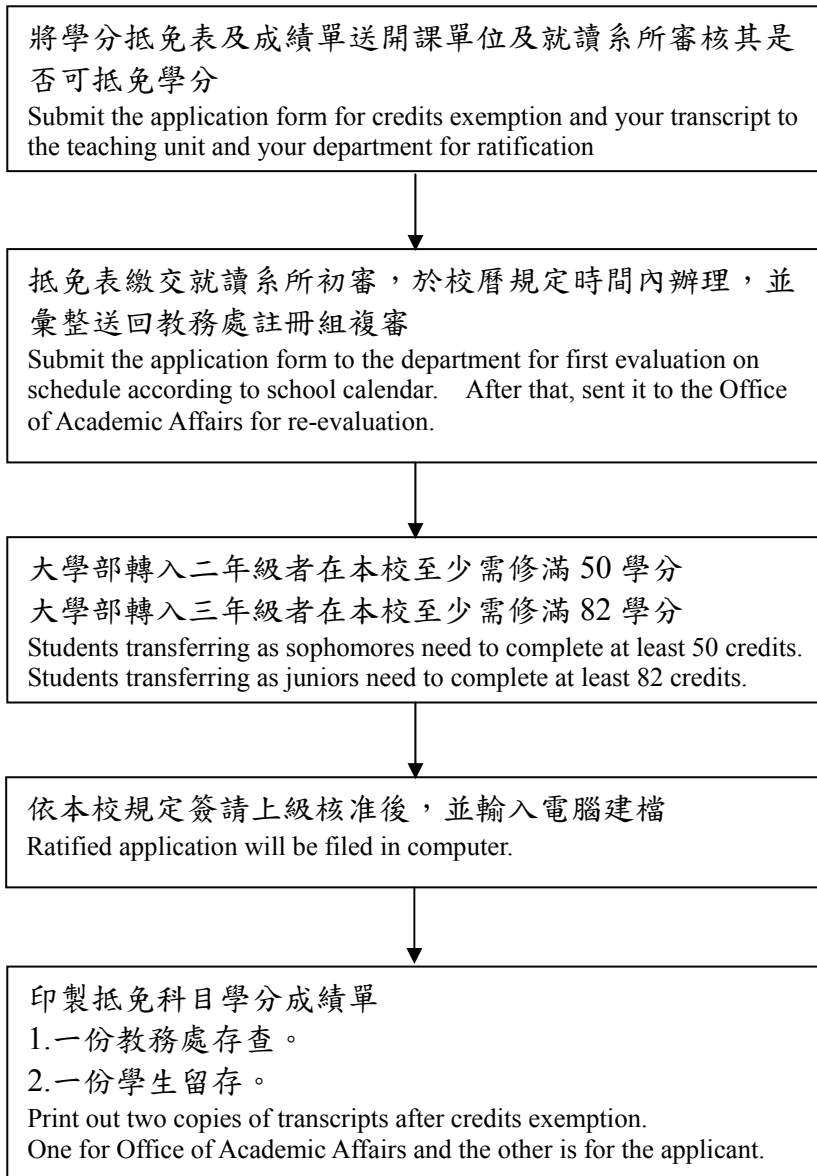 將學分抵免表及成績單送開課單位及就讀系所審核其是
否可抵免學分
Submit the application form for credits exemption and your transcript to
the teaching unit and your department for ratification
抵免表繳交就讀系所初審，於校曆規定時間內辦理，並
彙整送回教務處註冊組複審
Submit the application form to the department for first evaluation on
schedule according to school calendar. After that, sent it to the Office
of Academic Affairs for re-evaluation.
大學部轉入二年級者在本校至少需修滿 50 學分
大學部轉入三年級者在本校至少需修滿 82 學分
Students transferring as sophomores need to complete at least 50 credits.
Students transferring as juniors need to complete at least 82 credits.
依本校規定簽請上級核准後，並輸入電腦建檔
Ratified application will be filed in computer.
印製抵免科目學分成績單
1.一份教務處存查。
2.一份學生留存。
Print out two copies of transcripts after credits exemption.
One for Office of Academic Affairs and the other is for the applicant.